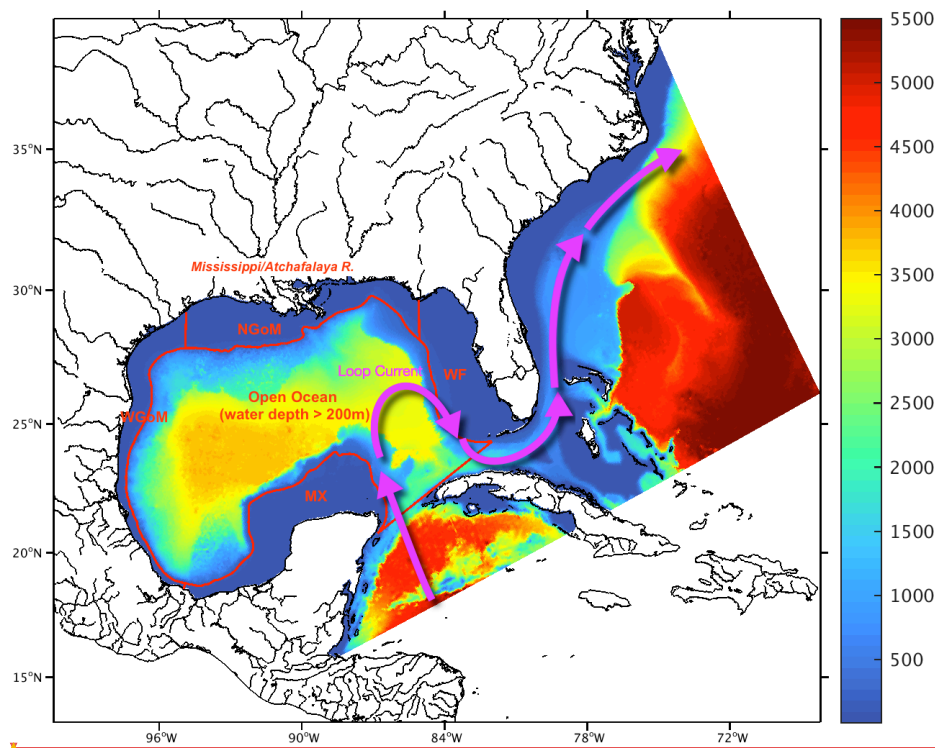 5500
5000
4500
4000
3500
3000
2500
2000
1500
1000
500
35°N
30°N
25°N
20°N
15°N
96°W
90°W
84°W
78°W
72°W
Mississippi/Atchafalaya R.
NGoM
Loop Current
WF
Open Ocean
(water depth > 200m)
WGoM
MX